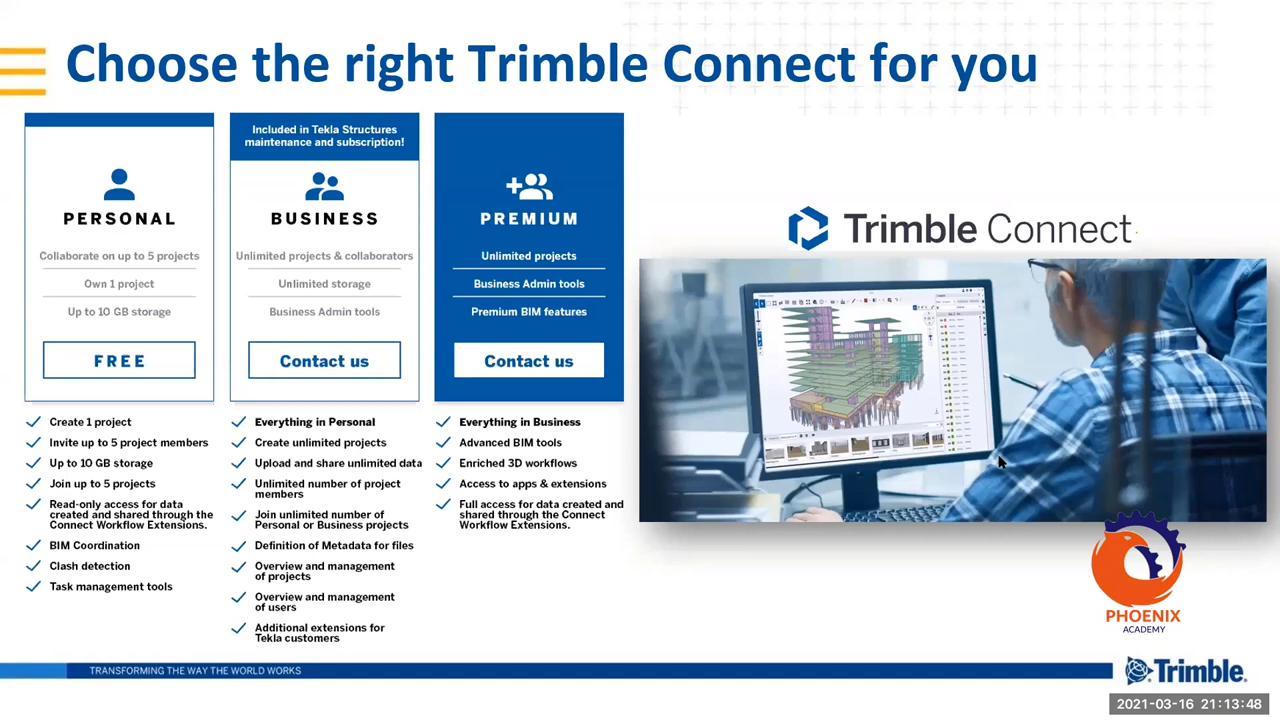 Choose the right Trimble Connect for you
PERSONAL
Collaborate on up to 5 projects
Own 1 project
Up to 10 GB storage
FREE
Create 1 project
Invite up to 5 project members
Up to 10 GB storage
Join up to 5 projects
Read-only access for data
created and shared through the
Connect Workflow Extensions.
BIM Coordination
Clash detection
Task management tools
Included in Tekla Structures
maintenance and subscription!
BUSINESS
Unlimited projects & collaborators
Unlimited storage
Business Admin tools
Contact us
Everything in Personal
Create unlimited projects
Upload and share unlimited data
Unlimited number of project
members
Join unlimited number of
Personal or Business projects
Definition of Metadata for files
Overview and management
of projects
Overview and management
of users
Additional extensions for
Tekla customers
PREMIUM
Unlimited projects
Business Admin tools
Premium BIM features
Contact us
Everything in Business
Advanced BIM tools
Enriched 3D workflows
Access to apps & extensions
Full access for data created and
shared through the Connect
Workflow Extensions.
Trimble Connect
PHOENIX
ACADEMY
TRANSFORMING THE WAY THE WORLD WORKS
Trimble.
2021-03-16 21:13:48